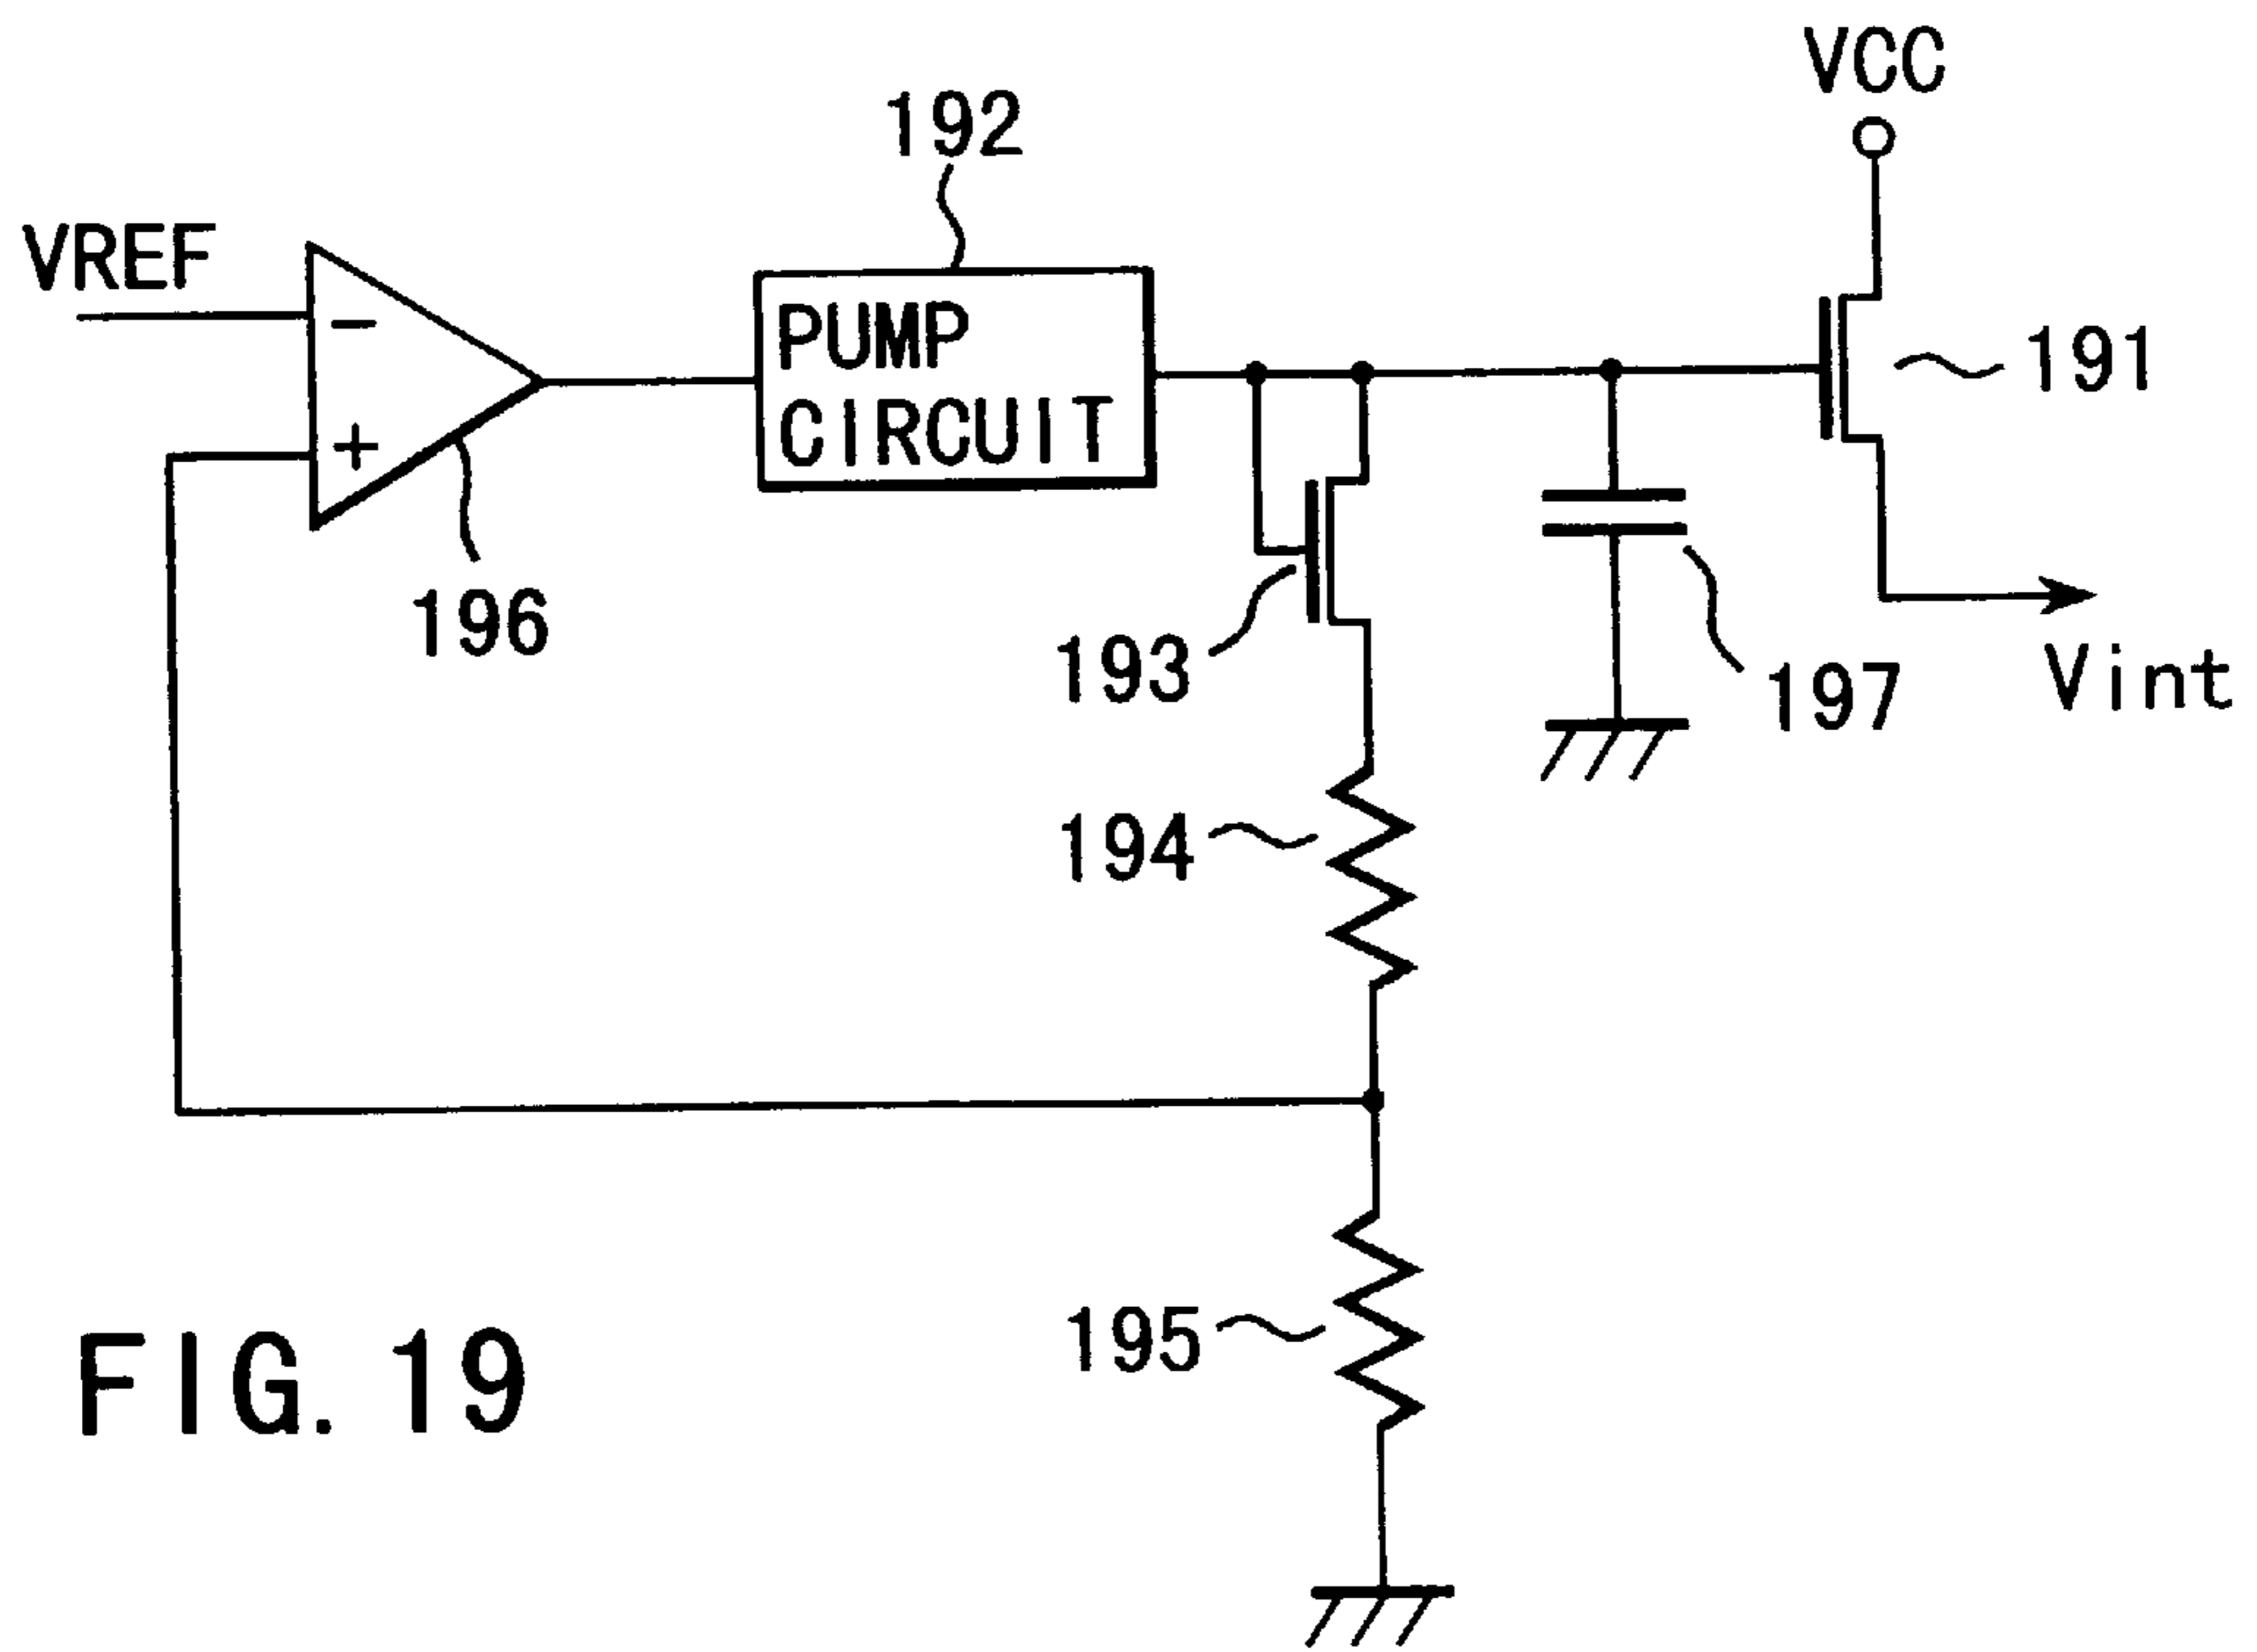 VCC
192
VREF
-
PUMP
CIRCUIT
191
+
196
193
197
Vint
194
195
FIG. 19